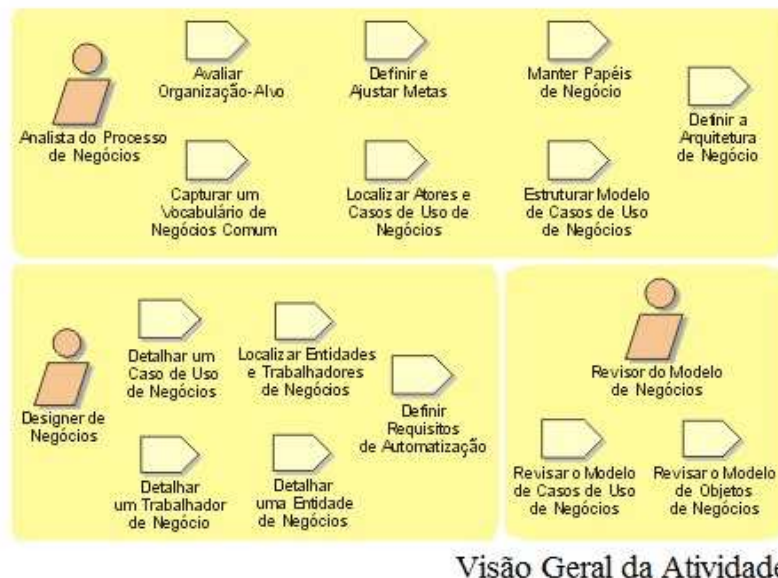 Analista do Processo
de Negócios
Avaliar
Organização-Alvo
Definir e
Ajustar Metas
Manter Papéis
de Negócio
Definir a
Arquitetura
de Negócio
Capturar um
Vocabulário de
Negócios Comum
Localizar Atores e
Casos de Uso de
Negócios
Estruturar Modelo
de Casos de Uso
de Negócios
Designer de
Negócios
Detalhar um
Caso de Uso
de Negócios
Localizar Entidades
e Trabalhadores
de Negócios
Definir
Requisitos
de Automatização
Detalhar
um Trabalhador
de Negócio
Detalhar
uma Entidade
de Negócios
Revisor do Modelo
de Negócios
Revisar o Modelo
de Casos de Uso
de Negócios
Revisar o Modelo
de Objetos
de Negócios
Visão Geral da Atividade